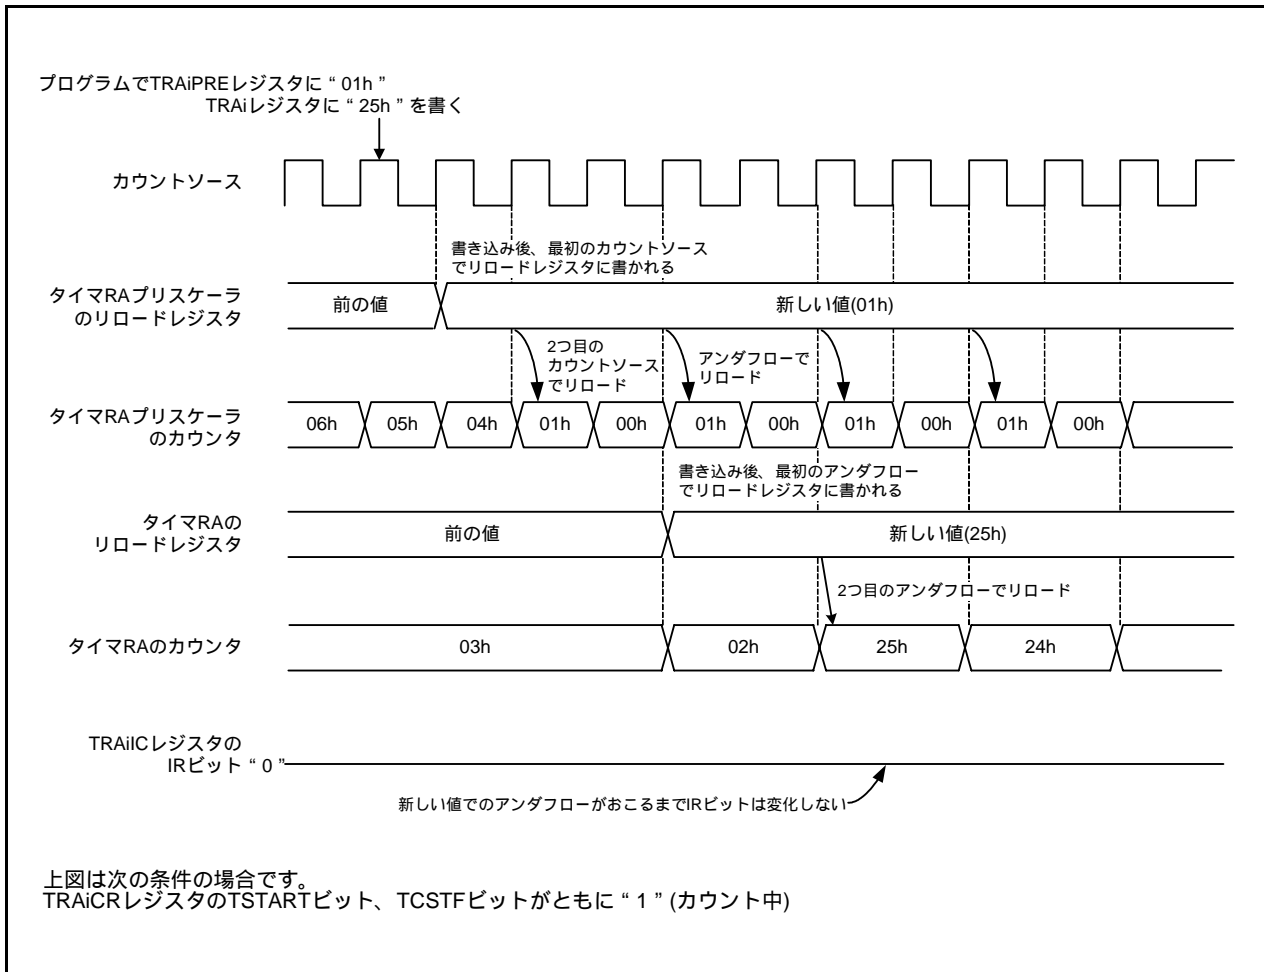 プログラムでTRAiPREレジスタに“01h”
TRAiレジスタに“25h”を書く
カウントソース
書き込み後、最初のカウントソース
でリロードレジスタに書かれる
タイマRAプリスケーラ
のリロードレジスタ
前の値
新しい値(01h)
2つ目の
カウントソース
でリロード
アンダフローで
リロード
タイマRAプリスケーラ
のカウンタ
06h 05h 04h 01h 00h 01h 00h 01h 00h 01h 00h
書き込み後、最初のアンダフロー
でリロードレジスタに書かれる
タイマRAの
リロードレジスタ
前の値
新しい値(25h)
2つ目のアンダフローでリロード
タイマRAのカウンタ
03h 02h 25h 24h
TRAiICレジスタの
IRビット“0”
新しい値でのアンダフローがおこるまでIRビットは変化しない
上図は次の条件の場合です。
TRAiCRレジスタのTSTARTビット、TCSTFビットがともに“1”(カウント中)